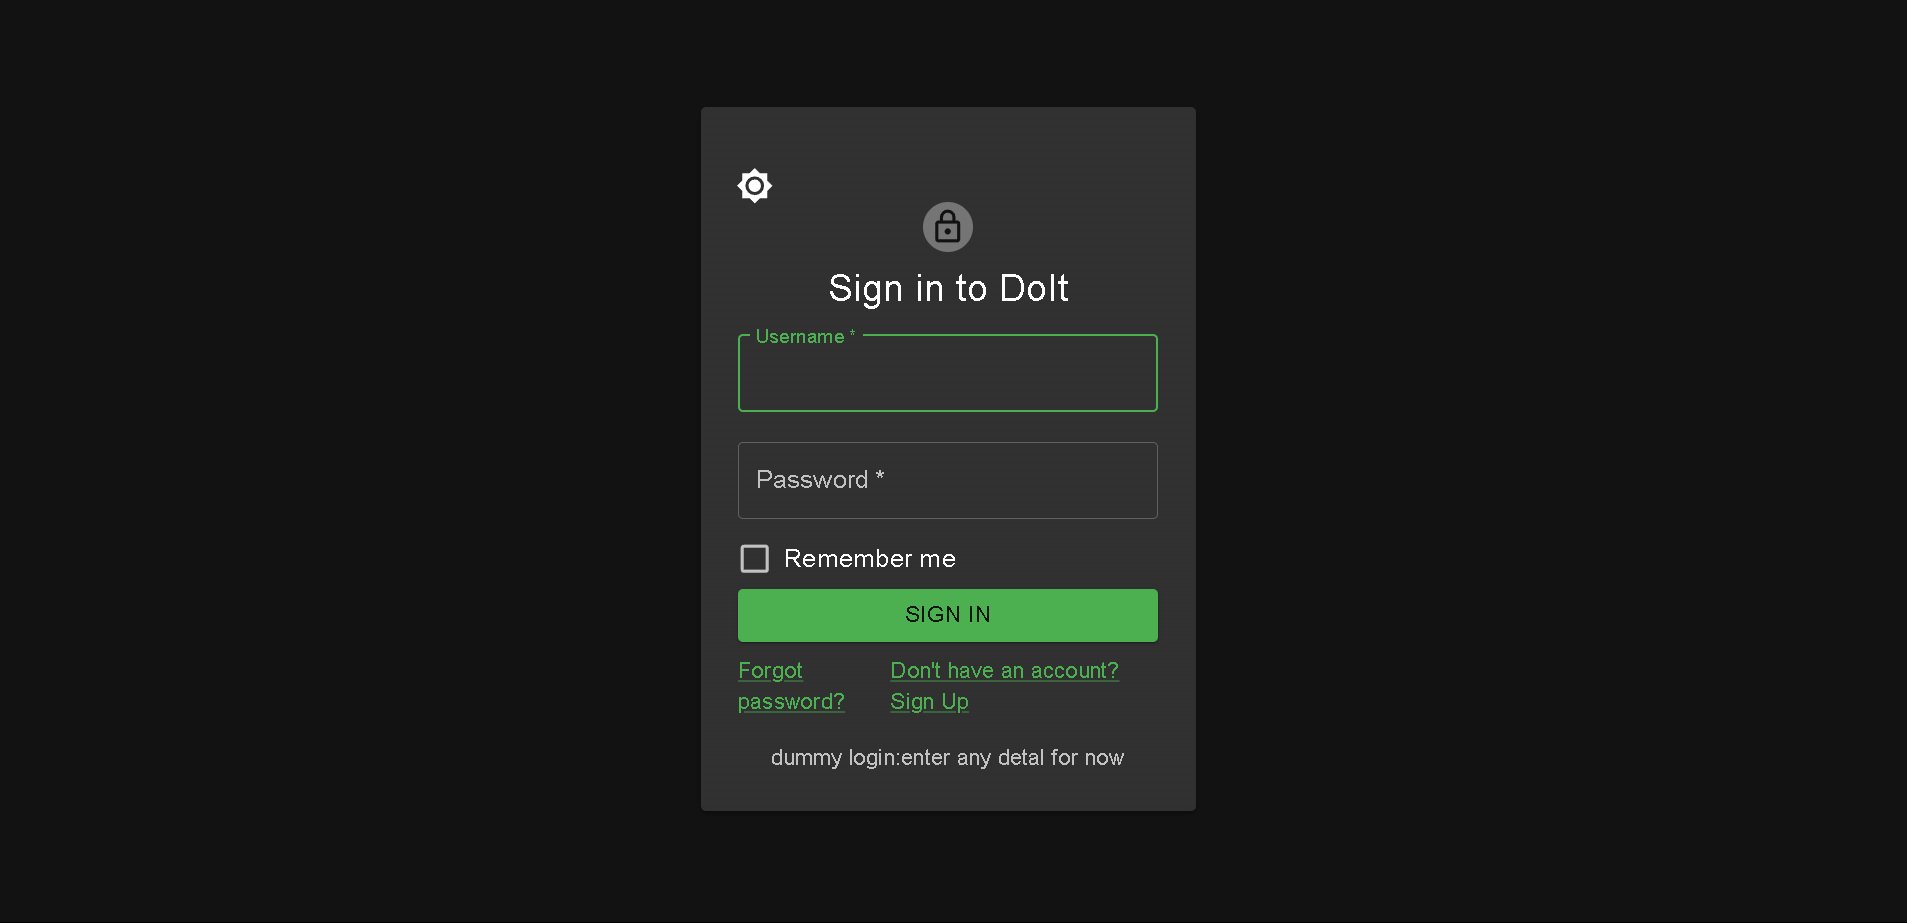 Sign in to DoIt
Username *
Password *
Remember me
SIGN IN
Forgot password?
Don't have an account? Sign Up
dummy login:enter any detal for now